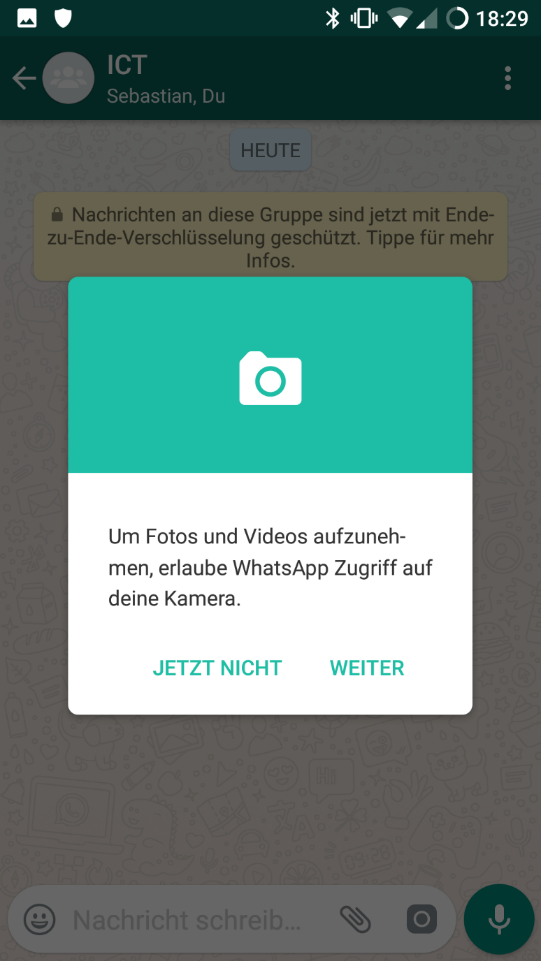 18:29
ICT
Sebastian, Du
HEUTE
Nachrichten an diese Gruppe sind jetzt mit Ende-
zu-Ende-Verschlüsselung geschützt. Tippe für mehr
Infos.
Um Fotos und Videos aufzuneh-
men, erlaube WhatsApp Zugriff auf
deine Kamera.
JETZT NICHT WEITER
Nachricht schreib...